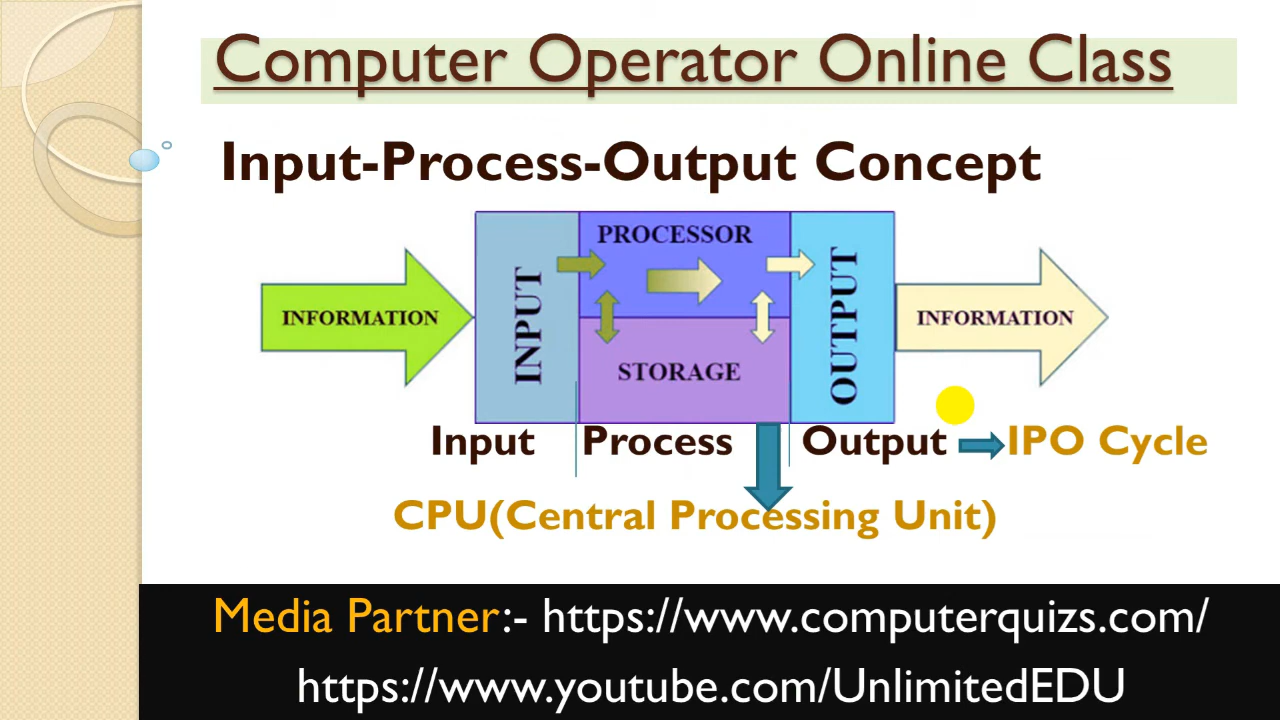 Computer Operator Online Class
Input-Process-Output Concept
PROCESSOR
INFORMATION
INPUT
STORAGE
OUTPUT
INFORMATION
Input Process Output IPO Cycle
CPU(Central Processing Unit)
Media Partner:- https://www.computerquizs.com/
https://www.youtube.com/UnlimitedEDU